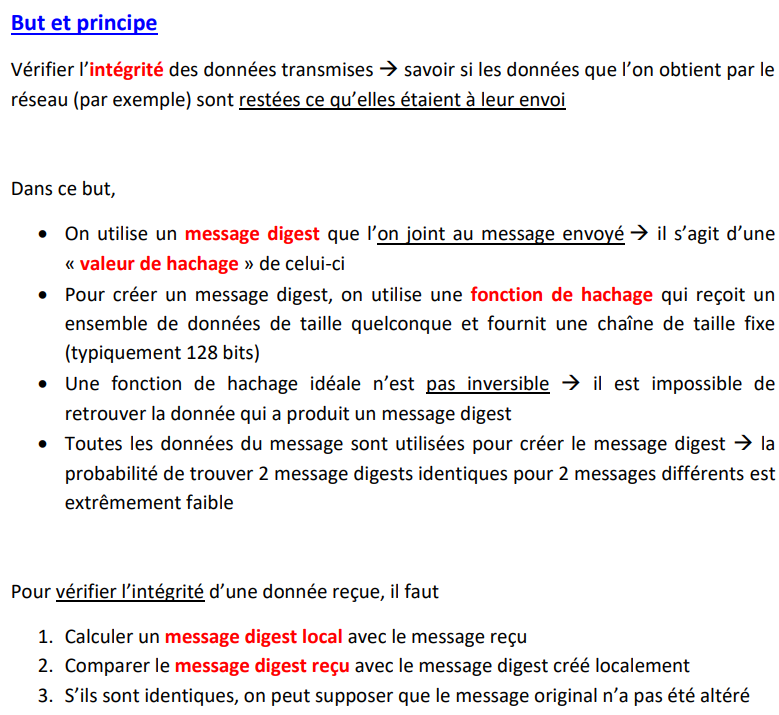 But et principe
Vérifier l’intégrité des données transmises → savoir si les données que l’on obtient par le
réseau (par exemple) sont restées ce qu’elles étaient à leur envoi
Dans ce but,
• On utilise un message digest que l’on joint au message envoyé → il s’agit d’une
« valeur de hachage » de celui-ci
• Pour créer un message digest, on utilise une fonction de hachage qui reçoit un
ensemble de données de taille quelconque et fournit une chaîne de taille fixe
(typiquement 128 bits)
• Une fonction de hachage idéale n’est pas inversible → il est impossible de
retrouver la donnée qui a produit un message digest
• Toutes les données du message sont utilisées pour créer le message digest → la
probabilité de trouver 2 message digests identiques pour 2 messages différents est
extrêmement faible
Pour vérifier l’intégrité d’une donnée reçue, il faut
1. Calculer un message digest local avec le message reçu
2. Comparer le message digest reçu avec le message digest créé localement
3. S’ils sont identiques, on peut supposer que le message original n’a pas été altéré